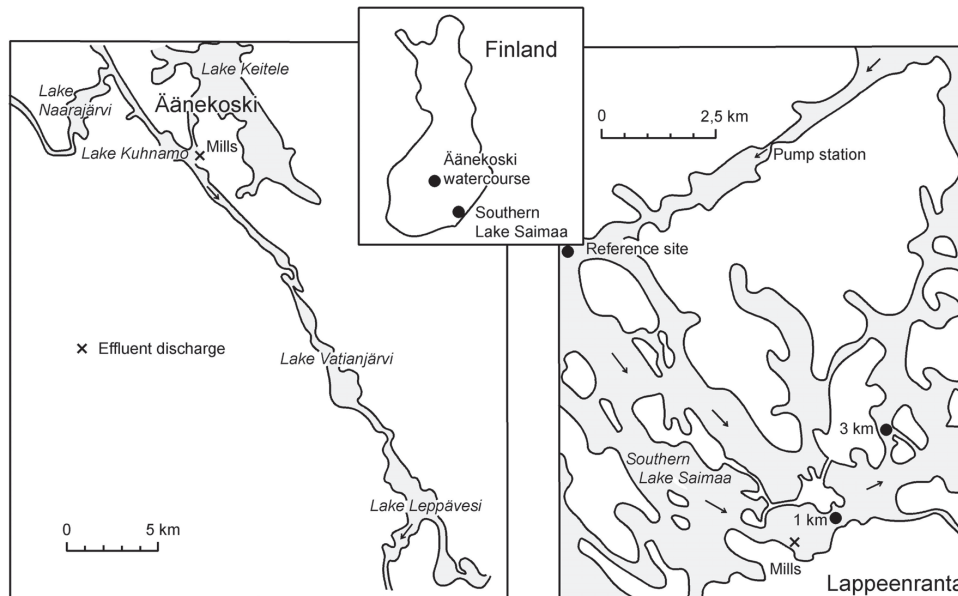 Lake Keitele
Lake
Naarajärvi
Äänekoski
Lake Kuhnamo
Mills
Effluent discharge
Lake Vatianjärvi
Lake Leppävesi
0
5 km
Finland
Äänekoski
watercourse
Southern
Lake Saimaa
0
2,5 km
Pump station
Reference site
3 km
Southern
Lake Saimaa
1 km
Mills
Lappeenranta